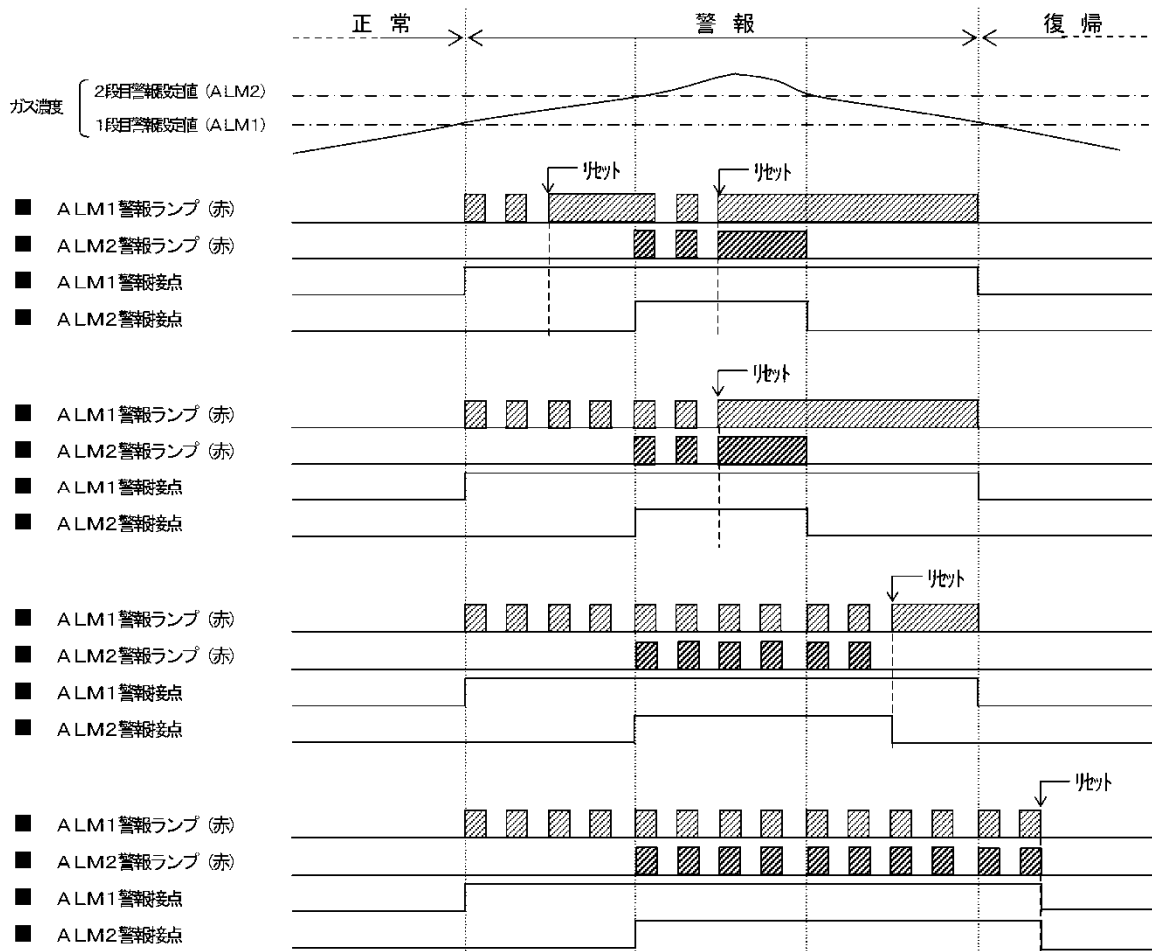 正 常
警 報
復 帰
ガス濃度
2段目警報設定値 (ALM2)
1段目警報設定値 (ALM1)
リセット
リセット
■ ALM1警報ランプ (赤)
■ ALM2警報ランプ (赤)
■ ALM1警報接点
■ ALM2警報接点
リセット
■ ALM1警報ランプ (赤)
■ ALM2警報ランプ (赤)
■ ALM1警報接点
■ ALM2警報接点
リセット
■ ALM1警報ランプ (赤)
■ ALM2警報ランプ (赤)
■ ALM1警報接点
■ ALM2警報接点
リセット
■ ALM1警報ランプ (赤)
■ ALM2警報ランプ (赤)
■ ALM1警報接点
■ ALM2警報接点